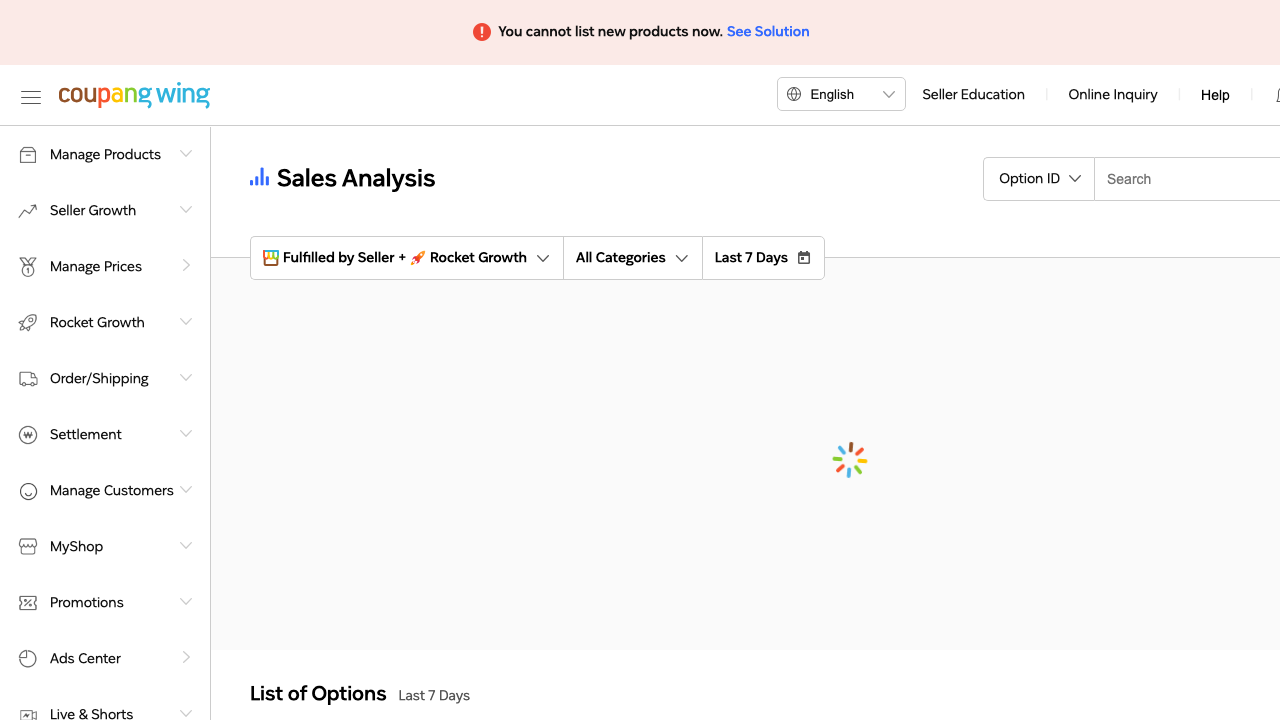 You cannot list new products now. See Solution
coupang wing
English
Seller Education
Online Inquiry
Help
Manage Products
Seller Growth
Manage Prices
Rocket Growth
Order/Shipping
Settlement
Manage Customers
MyShop
Promotions
Ads Center
Live & Shorts
Sales Analysis
Option ID
Search
Fulfilled by Seller + 🚀 Rocket Growth
All Categories
Last 7 Days
List of Options
Last 7 Days